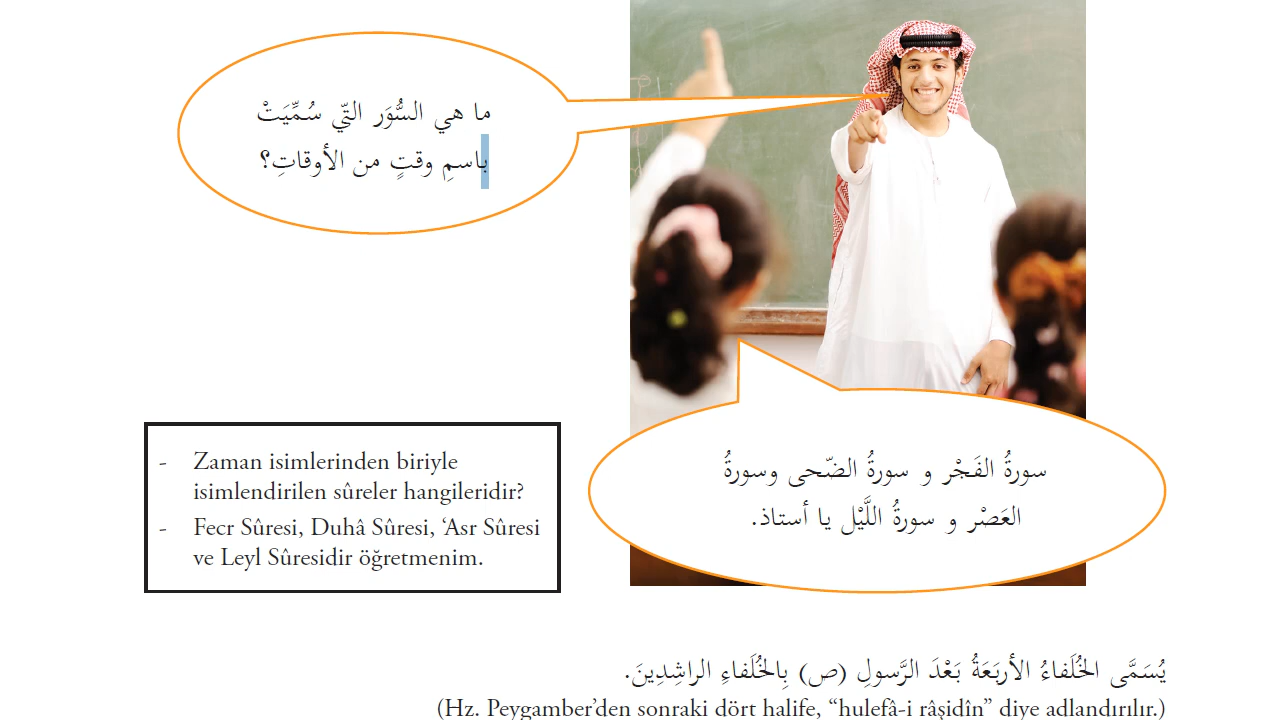 ما هي السُّوَر التّي سُمِّيَتْ
باسمِ وقتٍ من الأوقاتِ؟
سورةُ الفَجْر و سورةُ الضّحى وسورةُ
العَصْر و سورةُ اللَّيْل يا أستاذ.
- Zaman isimlerinden biriyle
isimlendirilen sûreler hangileridir?
- Fecr Sûresi, Duhâ Sûresi, ‘Asr Sûresi
ve Leyl Sûresidir öğretmenim.
يُسَمَّى الخُلَفاءُ الأربَعَةُ بَعْدَ الرَّسولِ (ص) بِالخُلَفاءِ الراشِدِينَ.
(Hz. Peygamber’den sonraki dört halife, “hulefâ-i râşidîn” diye adlandırılır.)